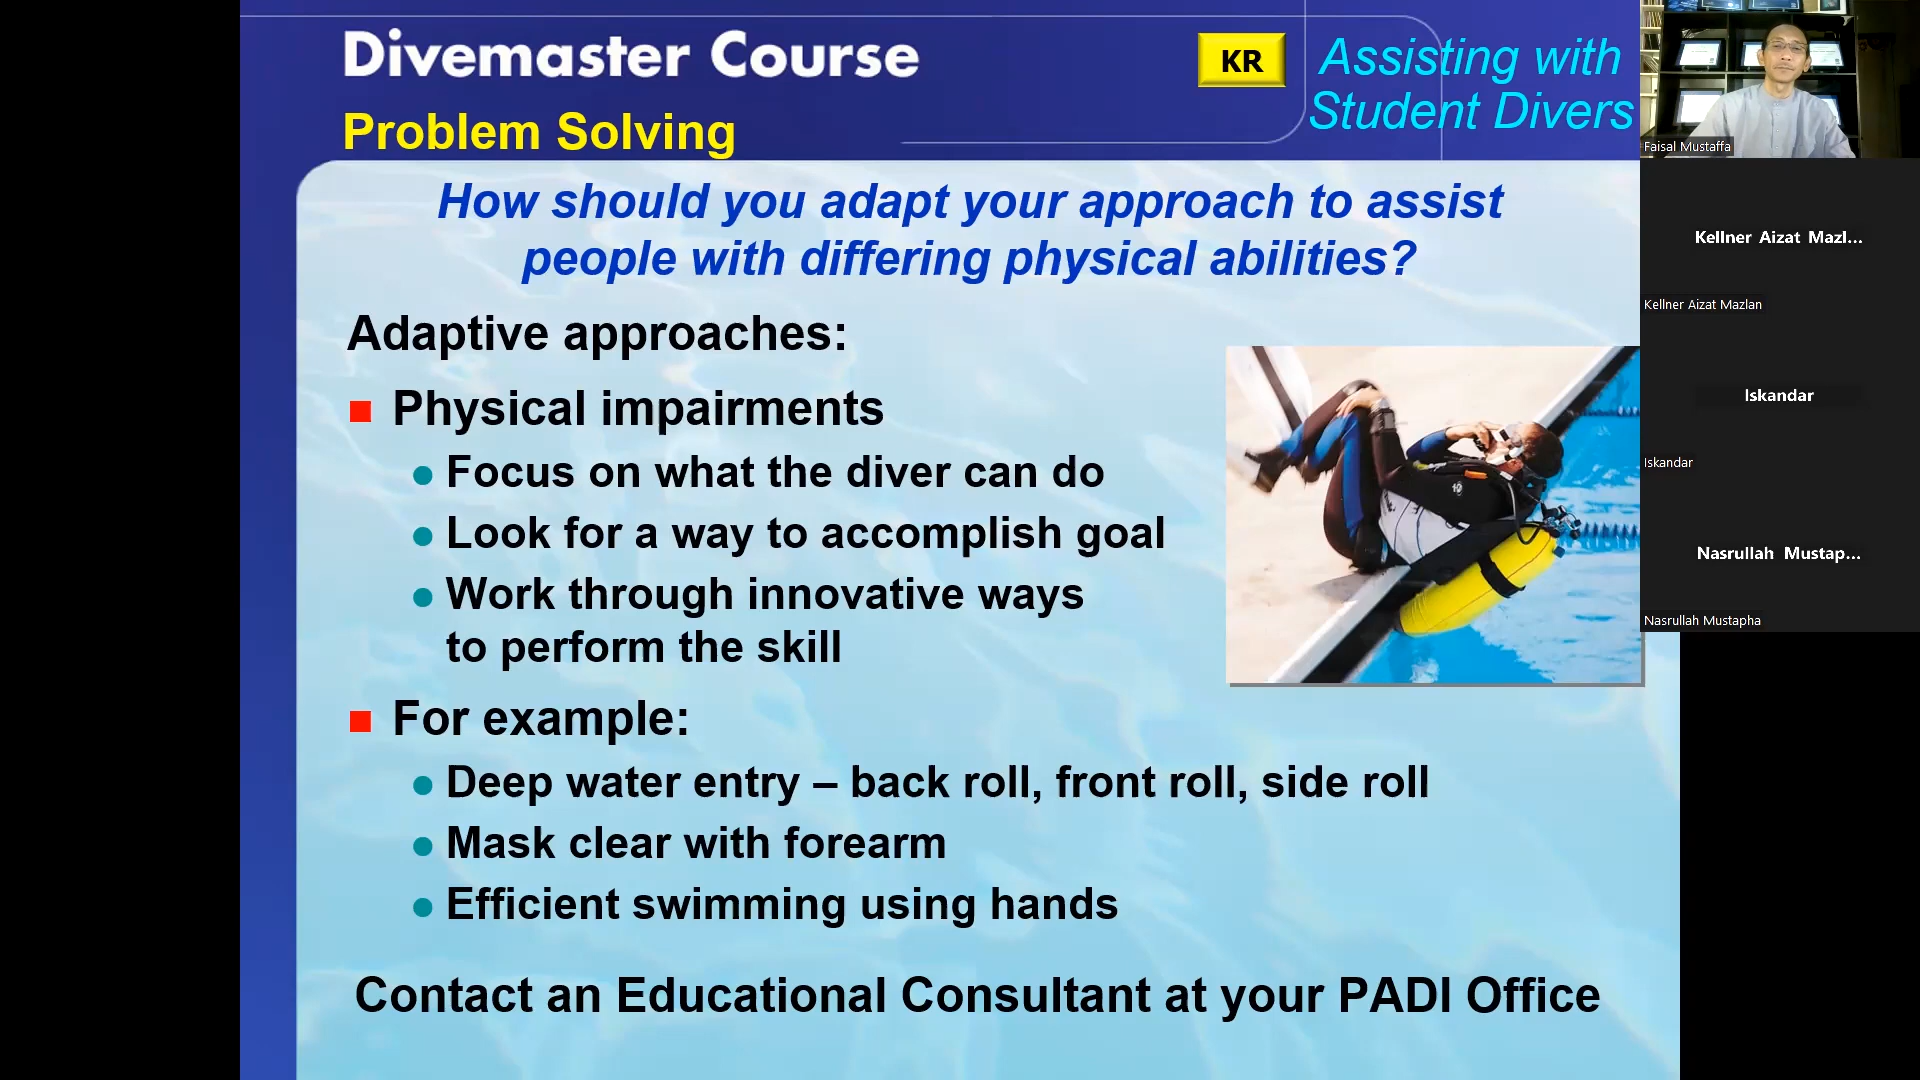 Divemaster Course
KR
Assisting with
Student Divers
Problem Solving
How should you adapt your approach to assist
people with differing physical abilities?
Adaptive approaches:
Physical impairments
Focus on what the diver can do
Look for a way to accomplish goal
Work through innovative ways
to perform the skill
For example:
Deep water entry – back roll, front roll, side roll
Mask clear with forearm
Efficient swimming using hands
Contact an Educational Consultant at your PADI Office
Faisal Mustaffa
Kellner Aizat Mazl...
Kellner Aizat Mazlan
Iskandar
Iskandar
Nasrullah Mustap...
Nasrullah Mustapha